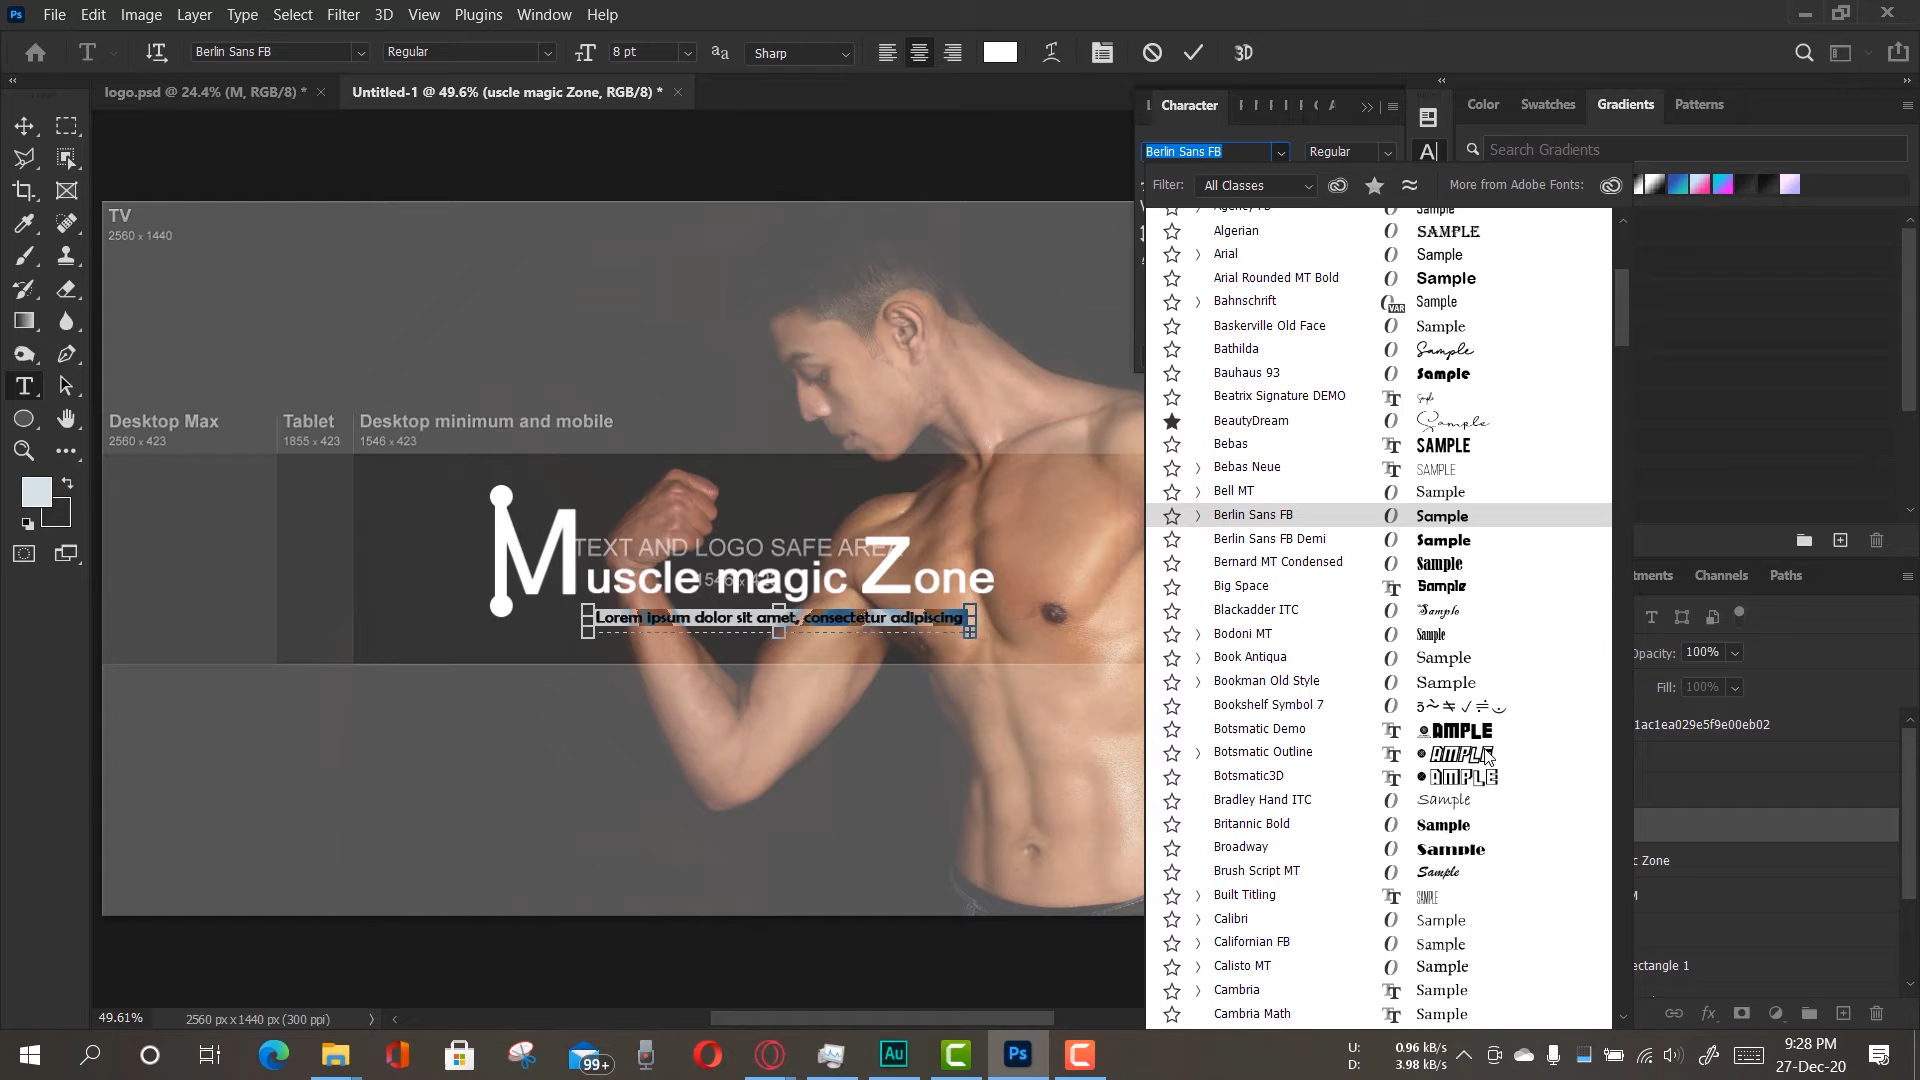 Ps File Edit Image Layer Type Select Filter 3D View Plugins Window Help
T Berlin Sans FB Regular 8 pt aa Sharp 3D
logo.psd @ 24.4% (M, RGB/8) * Untitled-1 @ 49.6% (uscle magic Zone, RGB/8) *
Character
Color Swatches Gradients Patterns
Berlin Sans FB Regular
Search Gradients
Filter: All Classes More from Adobe Fonts:
TV
2560 x 1440
Desktop Max
2560 x 423
Tablet
1855 x 423
Desktop minimum and mobile
1546 x 423
TEXT AND LOGO SAFE AREA
Muscle magic Zone
Lorem ipsum dolor sit amet, consectetur adipiscing
Sample
Algerian SAMPLE
Arial Sample
Arial Rounded MT Bold Sample
Bahnschrift Sample
Baskerville Old Face Sample
Bathilda Sample
Bauhaus 93 Sample
Beatrix Signature DEMO Sample
BeautyDream Sample
Bebas SAMPLE
Bebas Neue SAMPLE
Bell MT Sample
Berlin Sans FB Sample
Berlin Sans FB Demi Sample
Bernard MT Condensed Sample
Big Space Sample
Blackadder ITC Sample
Bodoni MT Sample
Book Antiqua Sample
Bookman Old Style Sample
Bookshelf Symbol 7
Botsmatic Demo AMPLE
Botsmatic Outline AMPLE
Botsmatic3D AMPLE
Bradley Hand ITC Sample
Britannic Bold Sample
Broadway Sample
Brush Script MT Sample
Built Titling SAMPLE
Calibri Sample
Californian FB Sample
Calisto MT Sample
Cambria Sample
Cambria Math Sample
tments Channels Paths
Opacity: 100%
Fill: 100%
1ac1ea029e5f9e00eb02
c Zone
M
ectangle 1
49.61% 2560 px x 1440 px (300 ppi)
99+
Au
Ps
U: 0.96 kB/s
D: 3.98 kB/s
9:28 PM
27-Dec-20